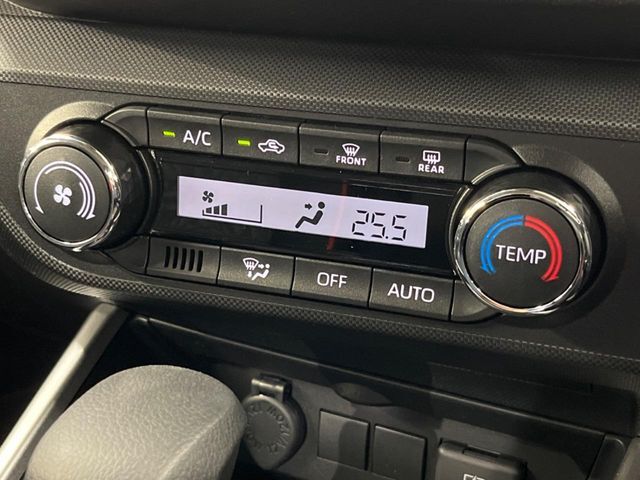 A/C
FRONT
REAR
25.5
TEMP
OFF
AUTO